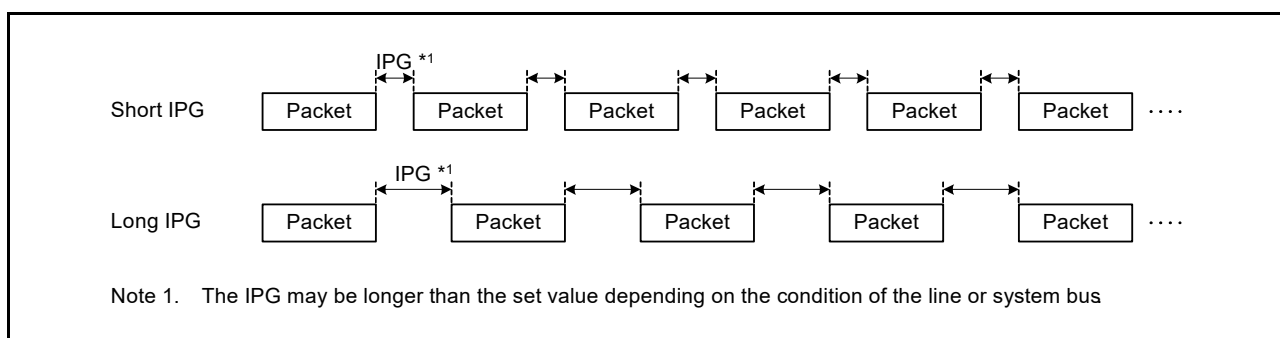 IPG *1
Short IPG Packet Packet Packet Packet Packet Packet ....
IPG *1
Long IPG Packet Packet Packet Packet Packet ....
Note 1. The IPG may be longer than the set value depending on the condition of the line or system bus.